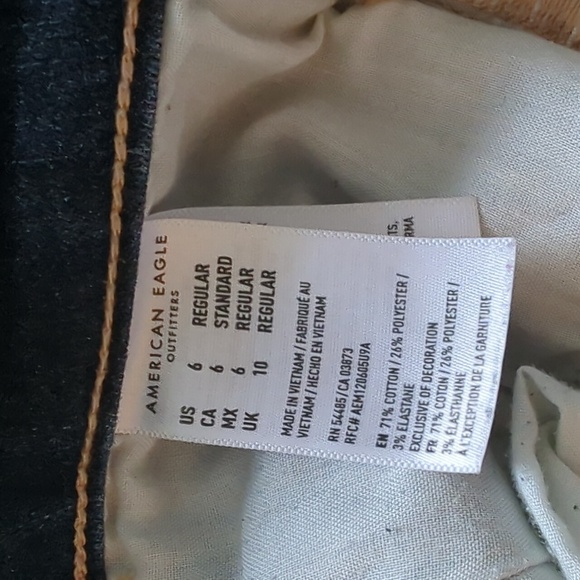 AMERICAN EAGLE
OUTFITTERS
US 6 REGULAR
CA 6 STANDARD
MX 6 REGULAR
UK 10 REGULAR
MADE IN VIETNAM / FABRIQUÉ AU
VIETNAM / HECHO EN VIETNAM
RN 54485 / CA 03873
RFC# AEM120405U9A
EN 71% COTTON / 26% POLYESTER /
3% ELASTANE
EXCLUSIVE OF DECORATION
FR 71% COTON / 26% POLYESTER /
3% ÉLASTHANNE
À L'EXCEPTION DE LA GARNITURE